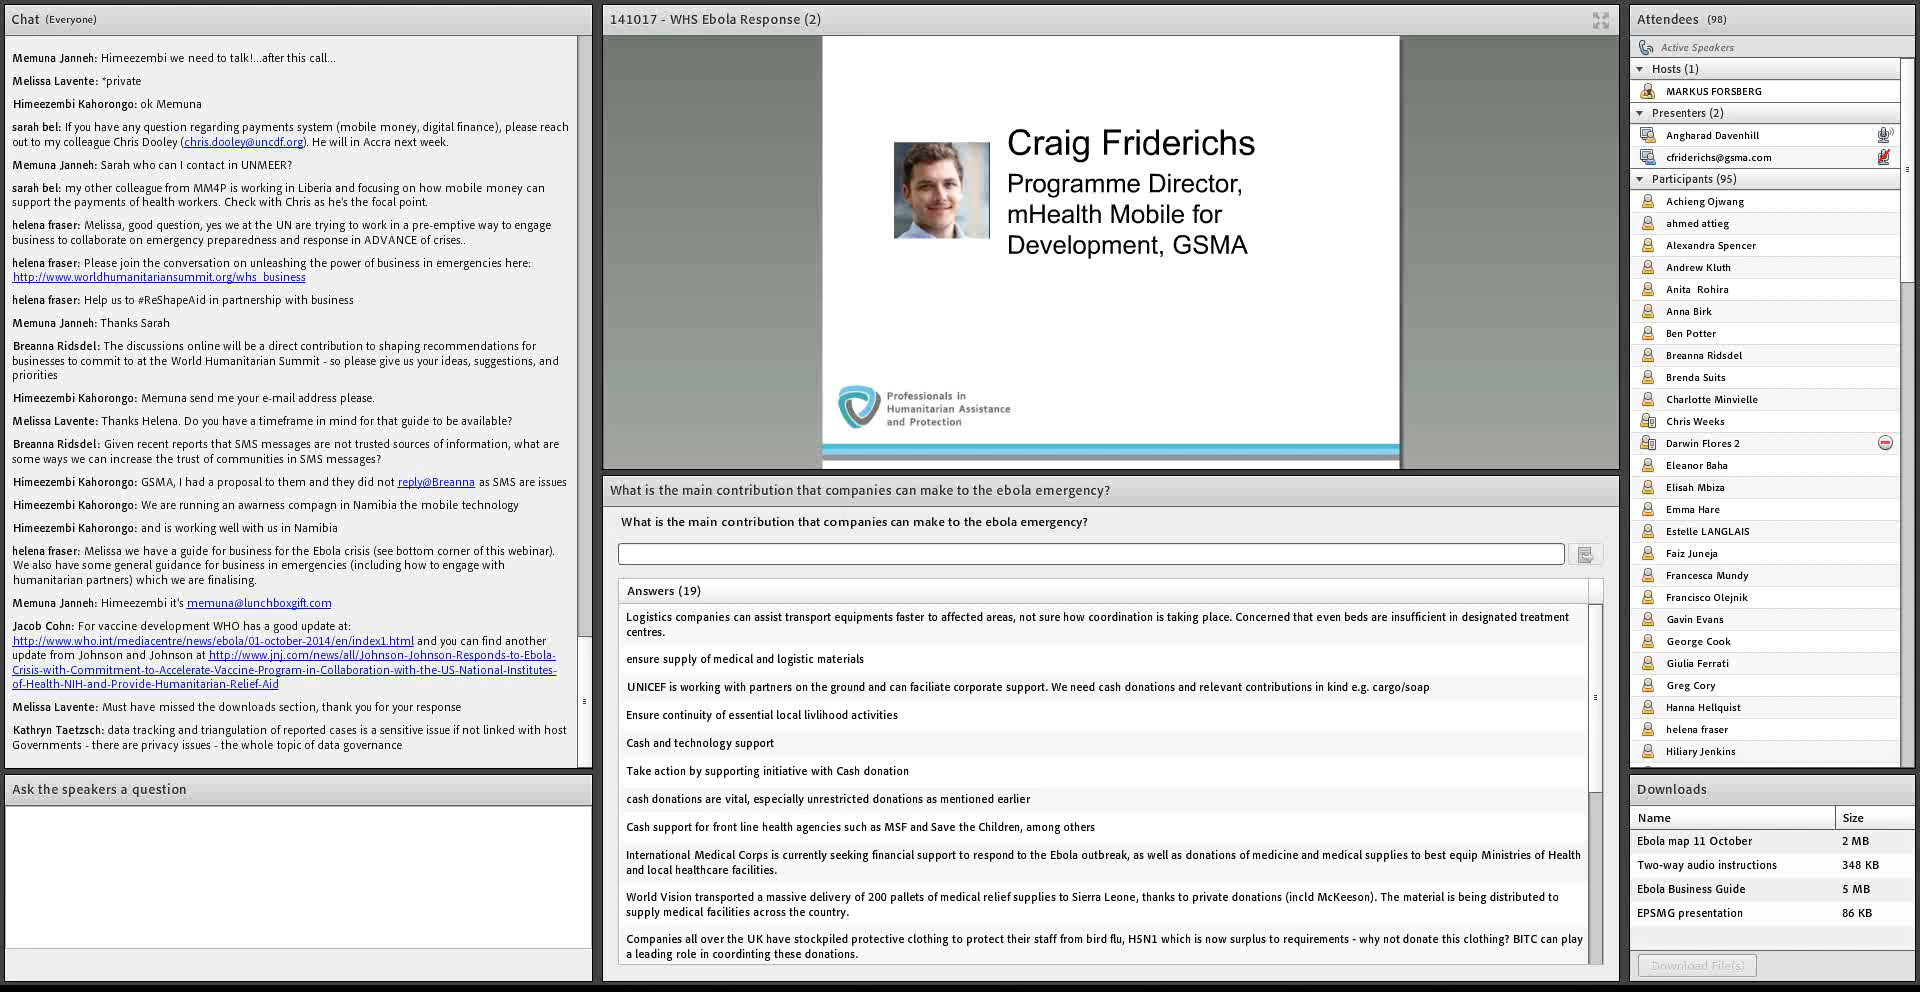 Chat (Everyone)
Memuna Janneh: Himeezembi we need to talk!...after this call...
Melissa Lavente: *private
Himeezembi Kahorongo: ok Memuna
sarah bel: If you have any question regarding payments system (mobile money, digital finance), please reach
out to my colleague Chris Dooley (chris.dooley@uncdf.org). He will in Accra next week.
Memuna Janneh: Sarah who can I contact in UNMEER?
sarah bel: my other colleague from MM4P is working in Liberia and focusing on how mobile money can
support the payments of health workers. Check with Chris as he's the focal point.
helena fraser: Melissa, good question, yes we at the UN are trying to work in a pre-emptive way to engage
business to collaborate on emergency preparedness and response in ADVANCE of crises..
helena fraser: Please join the conversation on unleashing the power of business in emergencies here:
http://www.worldhumanitariansummit.org/whs_business
helena fraser: Help us to #ReShapeAid in partnership with business
Memuna Janneh: Thanks Sarah
Breanna Ridsdel: The discussions online will be a direct contribution to shaping recommendations for
businesses to commit to at the World Humanitarian Summit - so please give us your ideas, suggestions, and
priorities
Himeezembi Kahorongo: Memuna send me your e-mail address please.
Melissa Lavente: Thanks Helena. Do you have a timeframe in mind for that guide to be available?
Breanna Ridsdel: Given recent reports that SMS messages are not trusted sources of information, what are
some ways we can increase the trust of communities in SMS messages?
Himeezembi Kahorongo: GSMA, I had a proposal to them and they did not reply@Breanna as SMS are issues
Himeezembi Kahorongo: We are running an awarness compagn in Namibia the mobile technology
Himeezembi Kahorongo: and is working well with us in Namibia
helena fraser: Melissa we have a guide for business for the Ebola crisis (see bottom corner of this webinar).
We also have some general guidance for business in emergencies (including how to engage with
humanitarian partners) which we are finalising.
Memuna Janneh: Himeezembi it's memuna@lunchboxgift.com
Jacob Cohn: For vaccine development WHO has a good update at:
http://www.who.int/mediacentre/news/ebola/01-october-2014/en/index1.html and you can find another
update from Johnson and Johnson at http://www.jnj.com/news/all/Johnson-Johnson-Responds-to-Ebola-
Crisis-with-Commitment-to-Accelerate-Vaccine-Program-in-Collaboration-with-the-US-National-Institutes-
of-Health-NIH-and-Provide-Humanitarian-Relief-Aid
Melissa Lavente: Must have missed the downloads section, thank you for your response
Kathryn Taetzsch: data tracking and triangulation of reported cases is a sensitive issue if not linked with host
Governments - there are privacy issues - the whole topic of data governance
Ask the speakers a question
141017 - WHS Ebola Response (2)
Craig Friderichs
Programme Director,
mHealth Mobile for
Development, GSMA
Professionals in
Humanitarian Assistance
and Protection
What is the main contribution that companies can make to the ebola emergency?
What is the main contribution that companies can make to the ebola emergency?
Answers (19)
Logistics companies can assist transport equipments faster to affected areas, not sure how coordination is taking place. Concerned that even beds are insufficient in designated treatment
centres.
ensure supply of medical and logistic materials
UNICEF is working with partners on the ground and can faciliate corporate support. We need cash donations and relevant contributions in kind e.g. cargo/soap
Ensure continuity of essential local livlihood activities
Cash and technology support
Take action by supporting initiative with Cash donation
cash donations are vital, especially unrestricted donations as mentioned earlier
Cash support for front line health agencies such as MSF and Save the Children, among others
International Medical Corps is currently seeking financial support to respond to the Ebola outbreak, as well as donations of medicine and medical supplies to best equip Ministries of Health
and local healthcare facilities.
World Vision transported a massive delivery of 200 pallets of medical relief supplies to Sierra Leone, thanks to private donations (incld McKeeson). The material is being distributed to
supply medical facilities across the country.
Companies all over the UK have stockpiled protective clothing to protect their staff from bird flu, H5N1 which is now surplus to requirements - why not donate this clothing? BITC can play
a leading role in coordinting these donations.
Attendees (98)
Active Speakers
Hosts (1)
MARKUS FORSBERG
Presenters (2)
Angharad Davenhill
cfriderichs@gsma.com
Participants (95)
Achieng Ojwang
ahmed attieg
Alexandra Spencer
Andrew Kluth
Anita Rohira
Anna Birk
Ben Potter
Breanna Ridsdel
Brenda Suits
Charlotte Minvielle
Chris Weeks
Darwin Flores 2
Eleanor Baha
Elisah Mbiza
Emma Hare
Estelle LANGLAIS
Faiz Juneja
Francesca Mundy
Francisco Olejnik
Gavin Evans
George Cook
Giulia Ferrati
Greg Cory
Hanna Hellquist
helena fraser
Hiliary Jenkins
Downloads
Name Size
Ebola map 11 October 2 MB
Two-way audio instructions 348 KB
Ebola Business Guide 5 MB
EPSMG presentation 86 KB
Download File(s)